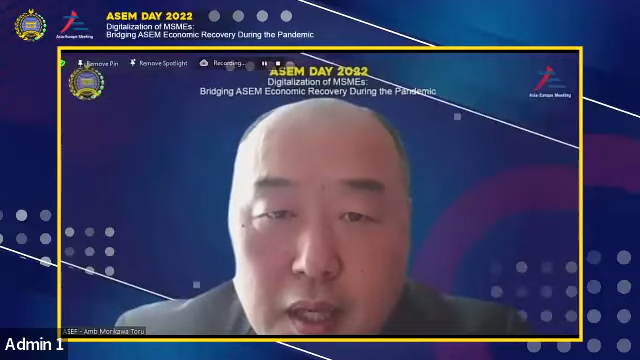 ASEM DAY 2022
Digitalization of MSMEs:
Bridging ASEM Economic Recovery During the Pandemic
Asia-Europe Meeting
Remove Pin
Remove Spotlight
Recording...
ASEM DAY 2022
Digitalization of MSMEs:
Bridging ASEM Economic Recovery During the Pandemic
Asia-Europe Meeting
ASEF - Amb Morikawa Toru
Admin 1